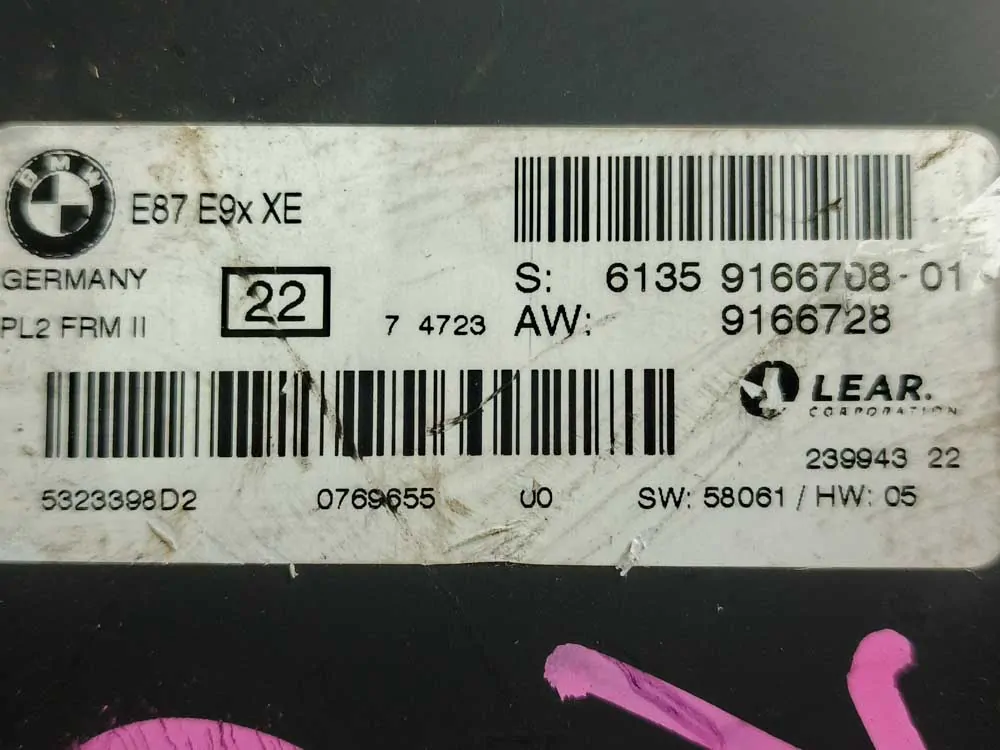 BMW
E87 E9x XE
GERMANY
22
PL2 FRM II
7 4723
S: 6135 9166708-01
AW: 9166728
LEAR.
CORPORATION
239943 22
5323398D2 0769655 00 SW: 58061 / HW: 05